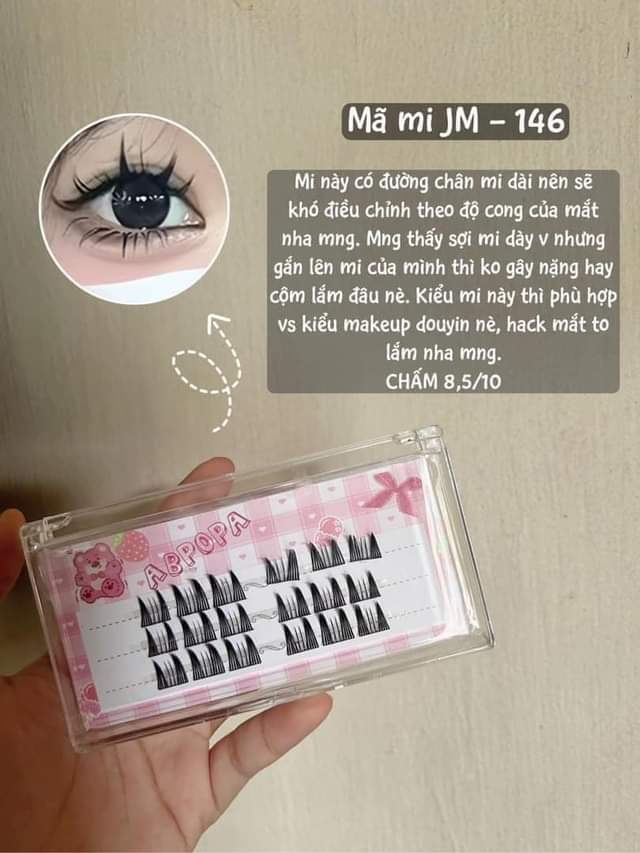 Mã mi JM - 146
Mi này có đường chân mi dài nên sẽ
khó điều chỉnh theo độ cong của mắt
nha mng. Mng thấy sợi mi dày v nhưng
gắn lên mi của mình thì ko gây nặng hay
cộm lắm đâu nè. Kiểu mi này thì phù hợp
vs kiểu makeup douyin nè, hack mắt to
lắm nha mng.
CHẤM 8,5/10
ABPOPA